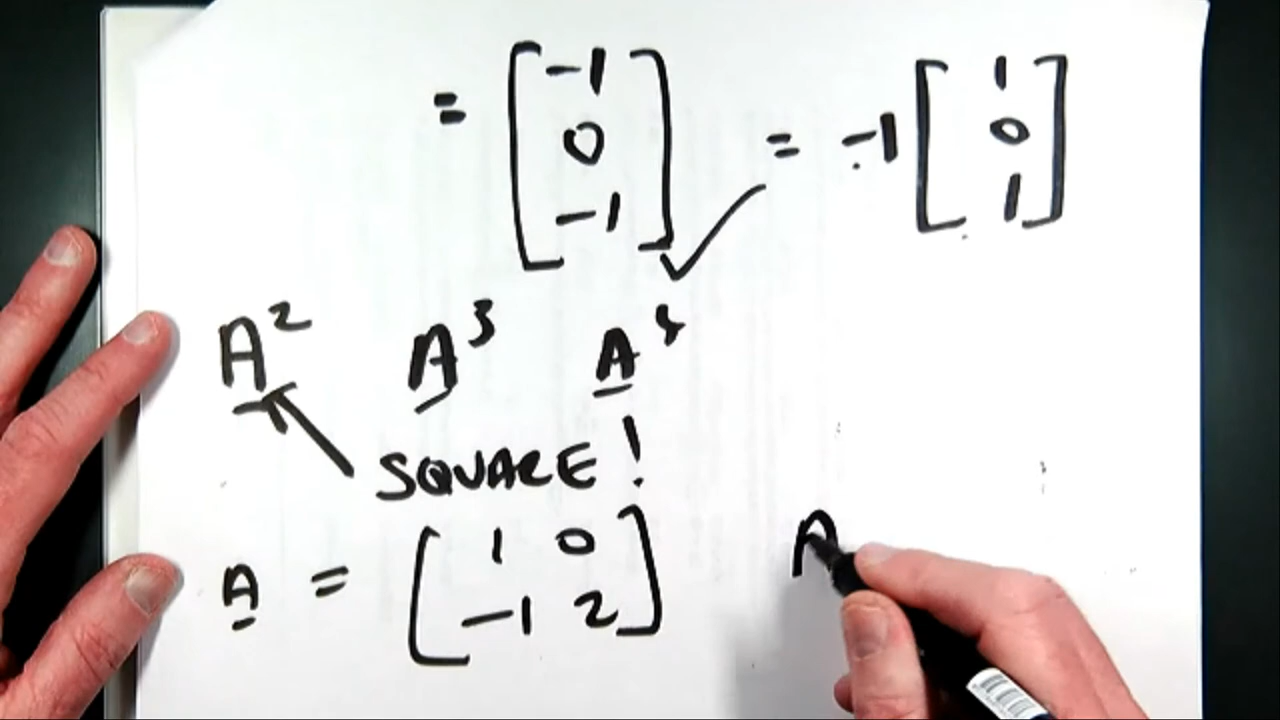 = [ -1 0 -1 ] = -1 [ 1 0 1 ]
A² A³ A⁴
SQUARE!
A = [ 1 0 -1 2 ] A